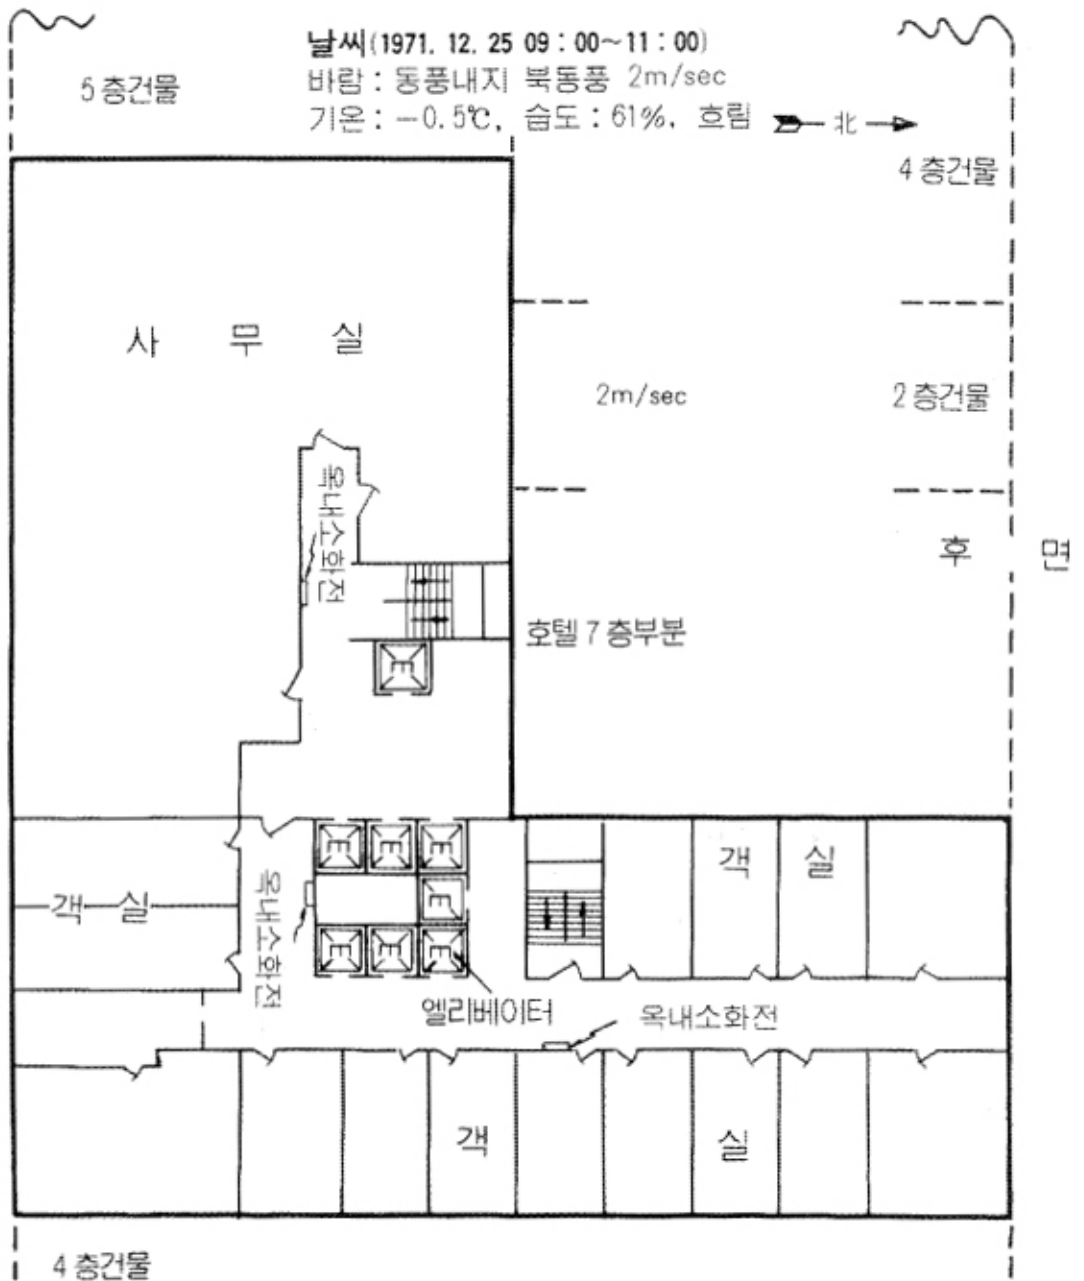 날씨(1971. 12. 25 09 : 00~11 : 00)
5 층건물
바람 : 동풍내지 북동풍 2m/sec
기온 : -0.5℃, 습도 : 61%, 흐림
北
4 층건물
사 무 실
2m/sec
2 층건물
옥내소화전
후 면
호텔 7 층부분
E
E E E
객 실
객 실
옥내소화전
E
E E E
엘리베이터
옥내소화전
객 실
4 층건물